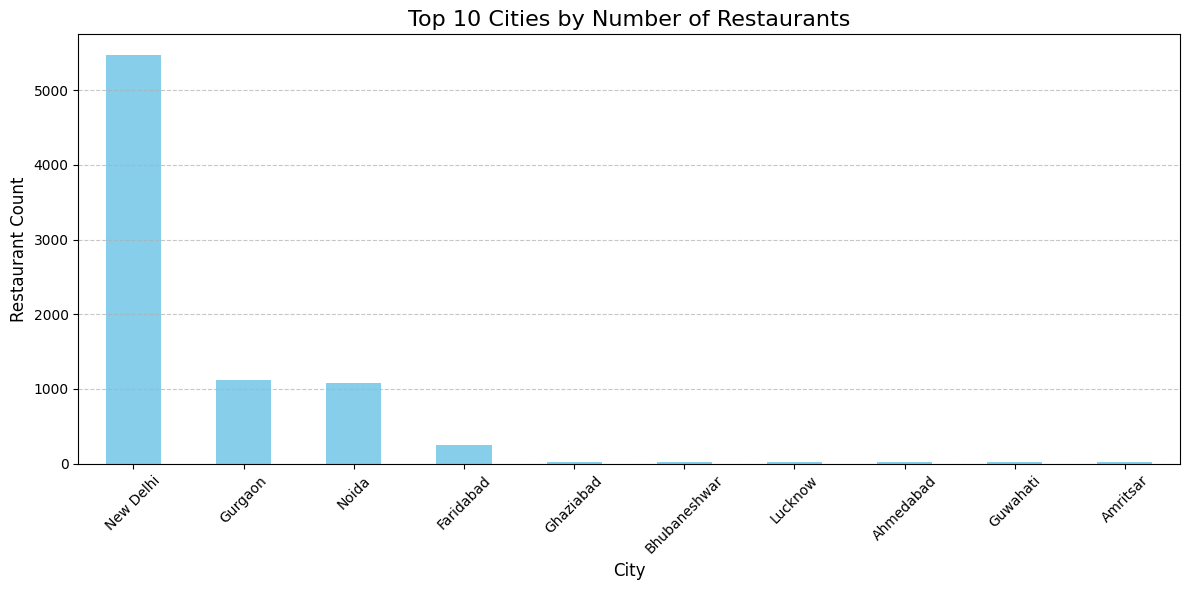 Top 10 Cities by Number of Restaurants
Restaurant Count
5000
4000
3000
2000
1000
0
New Delhi
Gurgaon
Noida
Faridabad
Ghaziabad
Bhubaneshwar
Lucknow
Ahmedabad
Guwahati
Amritsar
City